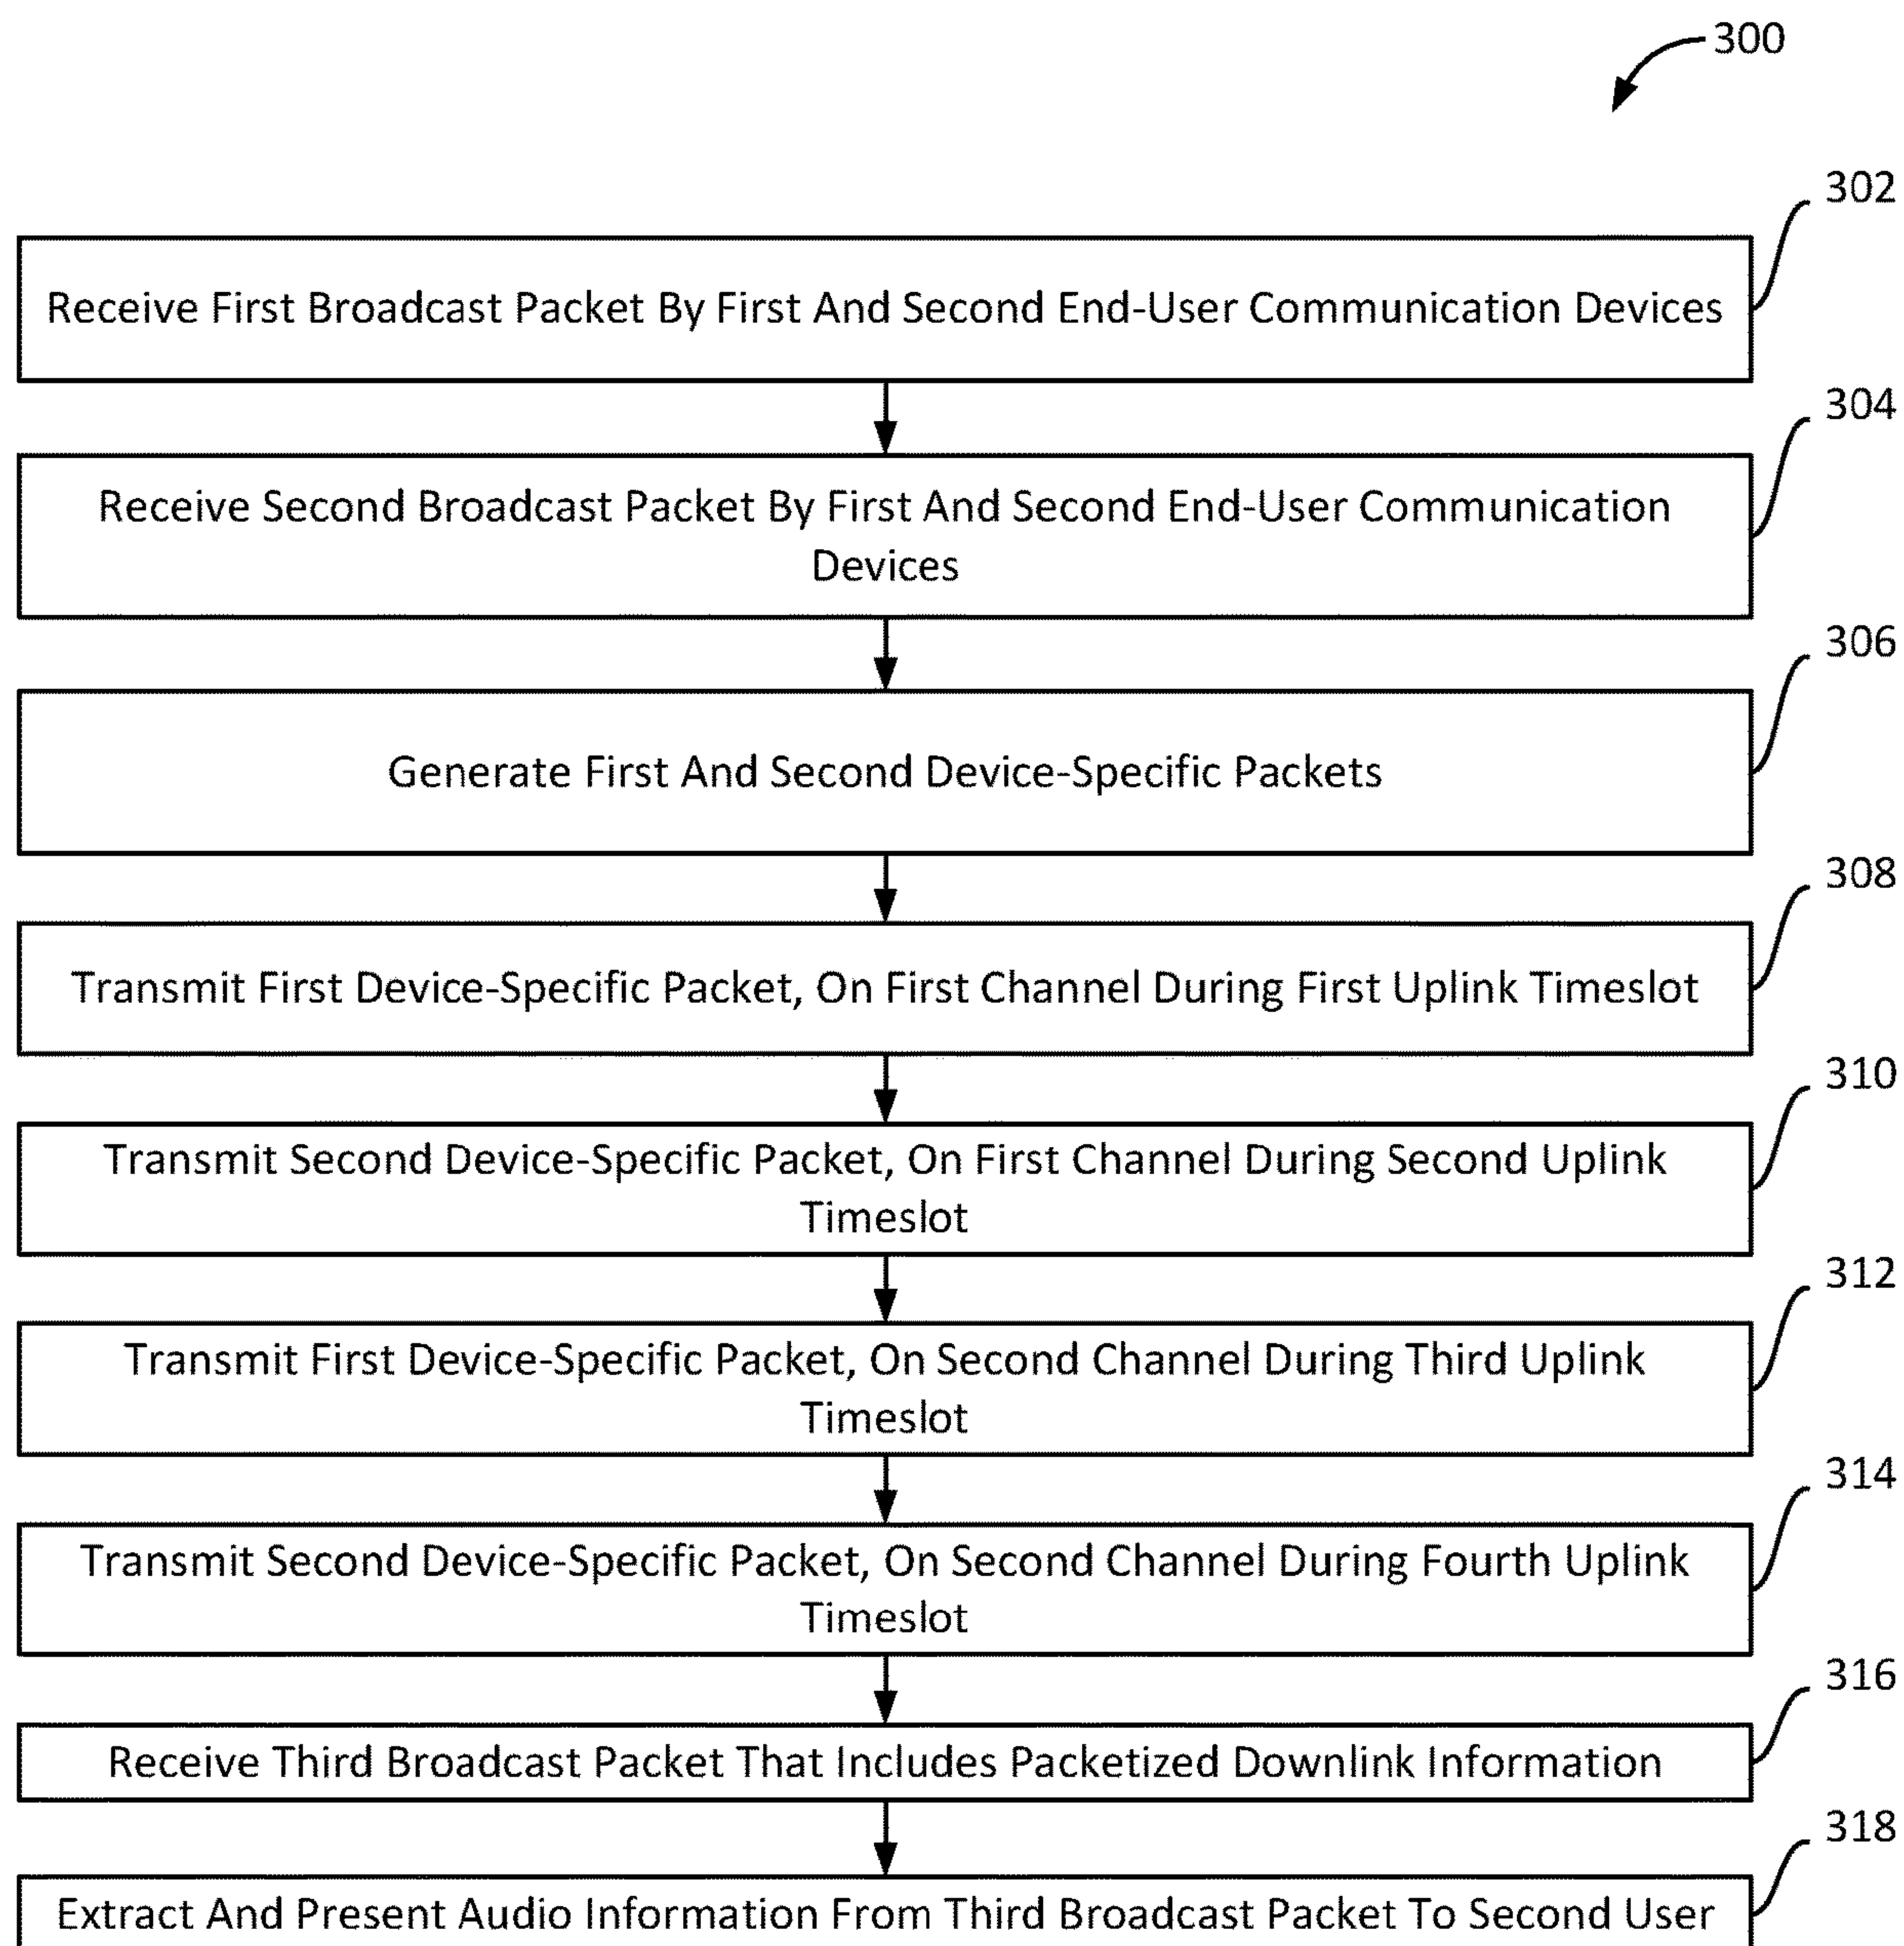 300
302
Receive First Broadcast Packet By First And Second End-User Communication Devices
304
Receive Second Broadcast Packet By First And Second End-User Communication
Devices
306
Generate First And Second Device-Specific Packets
308
Transmit First Device-Specific Packet, On First Channel During First Uplink Timeslot
310
Transmit Second Device-Specific Packet, On First Channel During Second Uplink
Timeslot
312
Transmit First Device-Specific Packet, On Second Channel During Third Uplink
Timeslot
314
Transmit Second Device-Specific Packet, On Second Channel During Fourth Uplink
Timeslot
316
Receive Third Broadcast Packet That Includes Packetized Downlink Information
318
Extract And Present Audio Information From Third Broadcast Packet To Second User